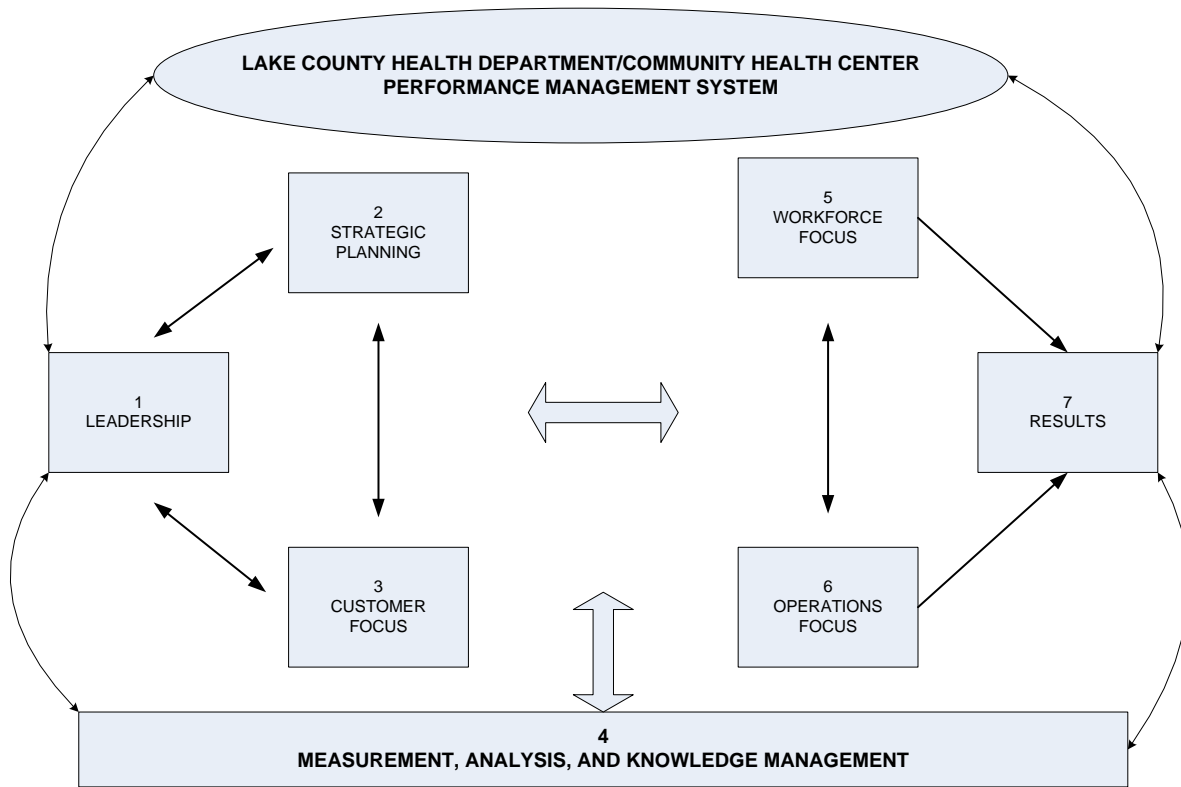 LAKE COUNTY HEALTH DEPARTMENT/COMMUNITY HEALTH CENTER
PERFORMANCE MANAGEMENT SYSTEM
2
STRATEGIC
PLANNING
5
WORKFORCE
FOCUS
1
LEADERSHIP
7
RESULTS
3
CUSTOMER
FOCUS
6
OPERATIONS
FOCUS
4
MEASUREMENT, ANALYSIS, AND KNOWLEDGE MANAGEMENT